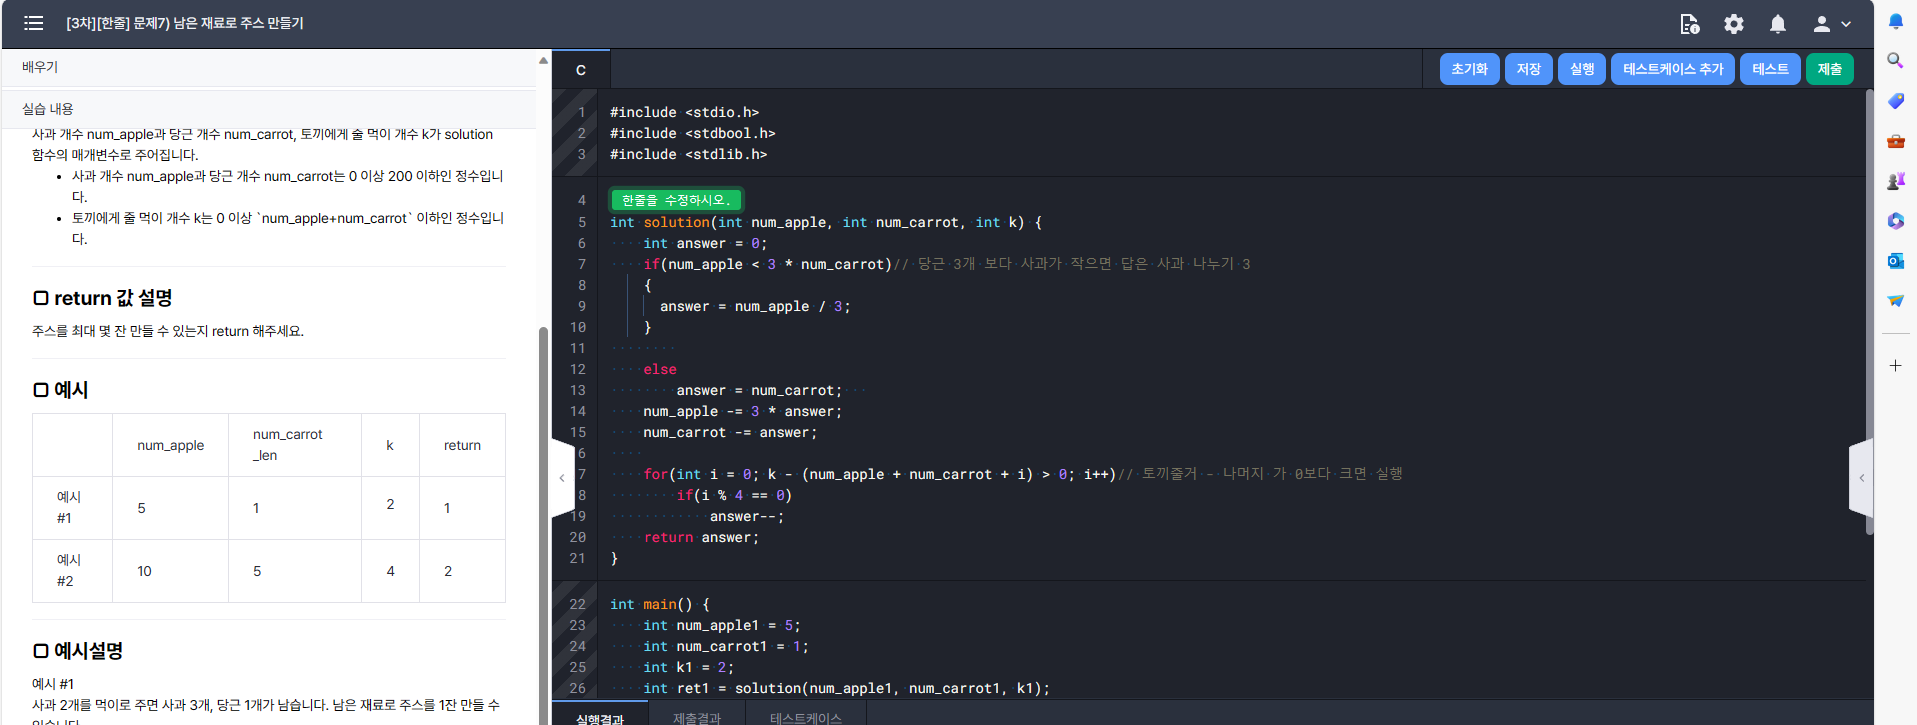 [3차][한줄] 문제7) 남은 재료로 주스 만들기
배우기
실습 내용
사과 개수 num_apple과 당근 개수 num_carrot, 토끼에게 줄 먹이 개수 k가 solution
함수의 매개변수로 주어집니다.
• 사과 개수 num_apple과 당근 개수 num_carrot는 0 이상 200 이하인 정수입니
다.
• 토끼에게 줄 먹이 개수 k는 0 이상 `num_apple+num_carrot` 이하인 정수입니
다.
return 값 설명
주스를 최대 몇 잔 만들 수 있는지 return 해주세요.
예시
num_apple num_carrot_len k return
예시 #1 5 1 2 1
예시 #2 10 5 4 2
예시설명
예시 #1
사과 2개를 먹이로 주면 사과 3개, 당근 1개가 남습니다. 남은 재료로 주스를 1잔 만들 수
있습니다
C
초기화 저장 실행 테스트케이스 추가 테스트 제출
1 #include <stdio.h>
2 #include <stdbool.h>
3 #include <stdlib.h>
4 한줄을 수정하시오.
5 int solution(int num_apple, int num_carrot, int k) {
6     int answer = 0;
7     if(num_apple < 3 * num_carrot)// 당근 3개 보다 사과가 작으면 답은 사과 나누기 3
8     {
9       answer = num_apple / 3;
10     }
11
12     else
13         answer = num_carrot;
14     num_apple -= 3 * answer;
15     num_carrot -= answer;
6
7     for(int i = 0; k - (num_apple + num_carrot + i) > 0; i++)// 토끼줄거 - 나머지 가 0보다 크면 실행
8         if(i % 4 == 0)
19             answer--;
20     return answer;
21 }
22 int main() {
23     int num_apple1 = 5;
24     int num_carrot1 = 1;
25     int k1 = 2;
26     int ret1 = solution(num_apple1, num_carrot1, k1);
실행결과 제출결과 테스트케이스